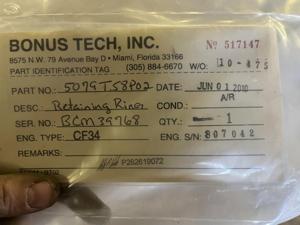 BONUS TECH, INC.
Nº 517147
8575 N.W. 79 Avenue Bay D • Miami, Florida 33166
PART IDENTIFICATION TAG (305) 884-6670 W/O: 10-475
PART NO.: 5079T58P02 DATE: JUN 01 2010
DESC.: Retaining Ring COND.: A/R
SER. NO.: BCM39768 QTY.: 1
ENG. TYPE: CF34 ENG. S/N: 807042
REMARKS:
P262619072